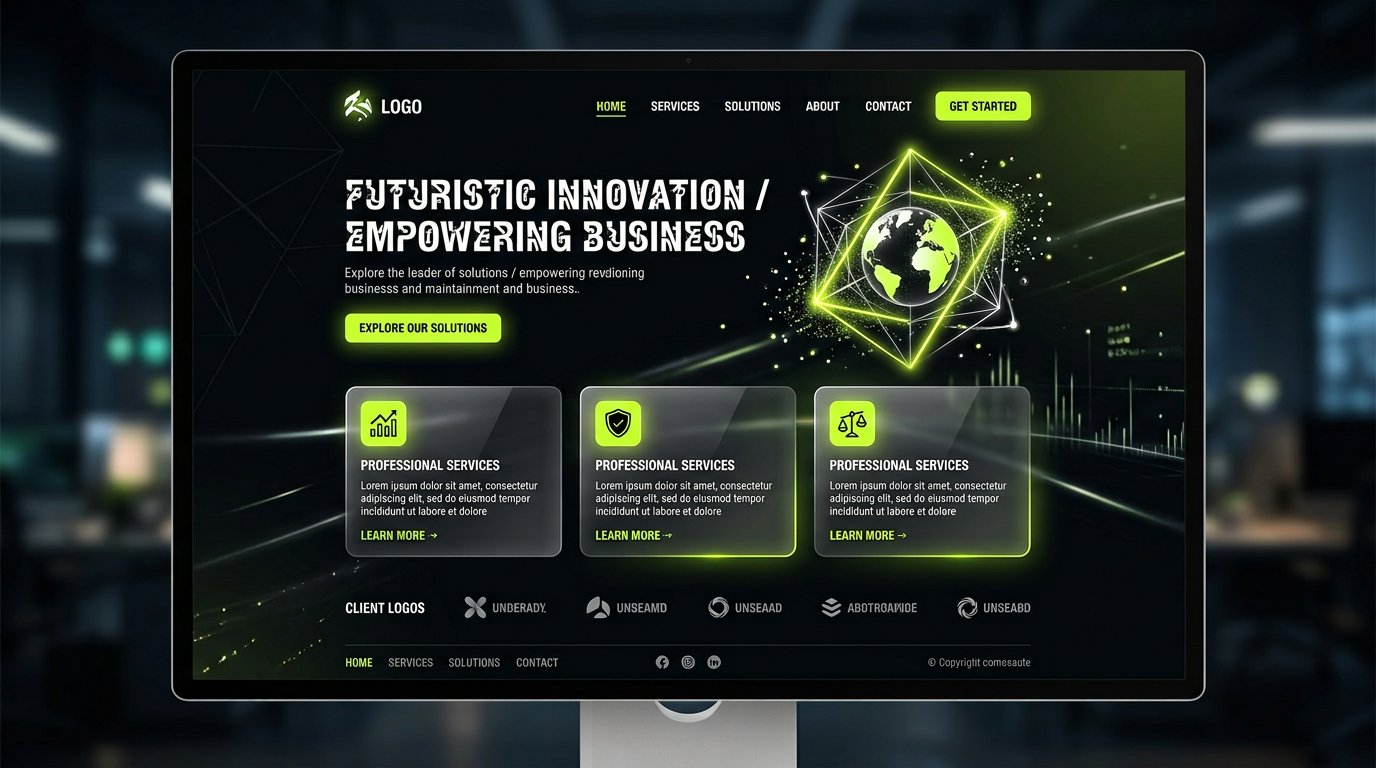 LOGO
HOME SERVICES SOLUTIONS ABOUT CONTACT GET STARTED
FUTURISTIC INNOVATION /
EMPOWERING BUSINESS
Explore the leader of solutions / empowering revdioning
businesss and maintainment and business..
EXPLORE OUR SOLUTIONS
PROFESSIONAL SERVICES
Lorem ipsum dolor sit amet, consectetur
adiplscing elit, sed do eiusmod tempor
incididunt ut labore et dolore
LEARN MORE →
PROFESSIONAL SERVICES
Lorem ipsum dolor sit amet, consectetur
adipiscing elit, sed do eiusmod tempor
incididunt ut labore et dolore
LEARN MORE →
PROFESSIONAL SERVICES
Lorem ipsum dolor sit amet, consectetur
adipiscing elit, sed do eiusmod tempor
incididunt ut labore et dolore
LEARN MORE →
CLIENT LOGOS UNDERADY. UNSEAMD UNSEAAD UNSEABD
HOME SERVICES SOLUTIONS CONTACT
© Copyright comesaute